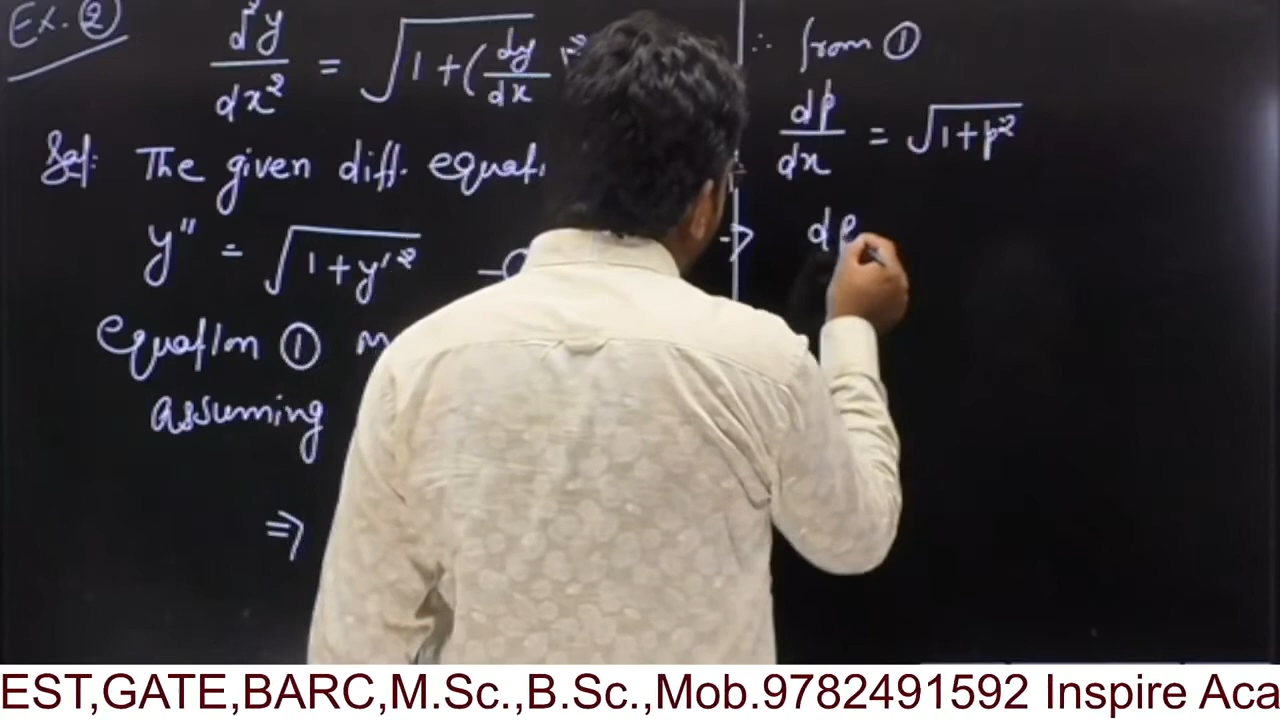 Ex. ②
d²y/dx² = √1+(dy/dx
Sol: The given diff. equati
y″ = √1+y′²
equation ① m
assuming
⇒
∴ from ①
dp/dx = √1+p²
⇒ dp
EST,GATE,BARC,M.Sc.,B.Sc.,Mob.9782491592 Inspire Aca